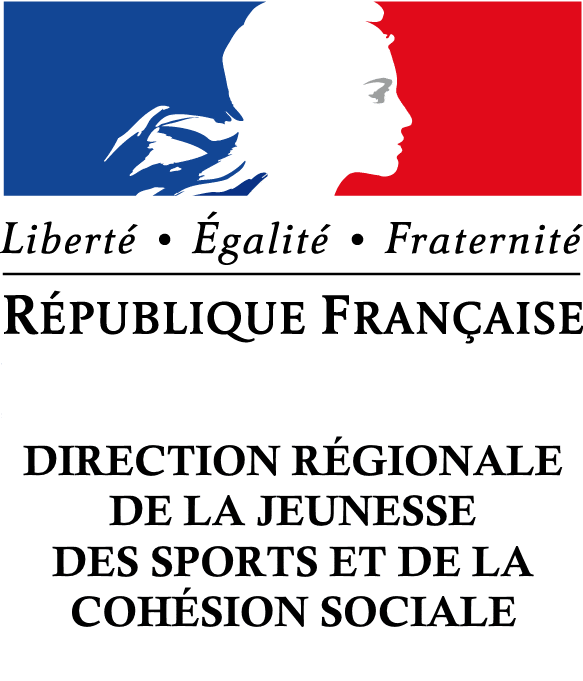 Liberté • Égalité • Fraternité
RÉPUBLIQUE FRANÇAISE
DIRECTION RÉGIONALE
DE LA JEUNESSE
DES SPORTS ET DE LA
COHÉSION SOCIALE